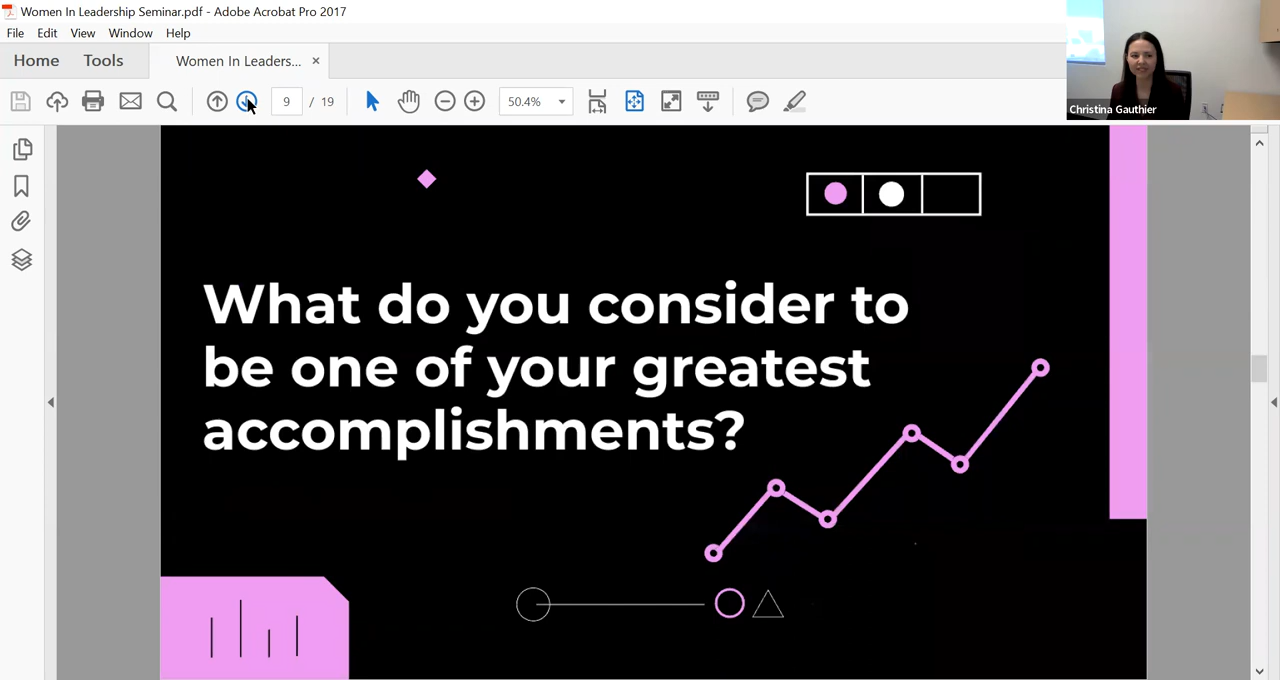 Women In Leadership Seminar.pdf - Adobe Acrobat Pro 2017
File Edit View Window Help
Home Tools Women In Leaders... ×
9 / 19 50.4%
Christina Gauthier
What do you consider to
be one of your greatest
accomplishments?